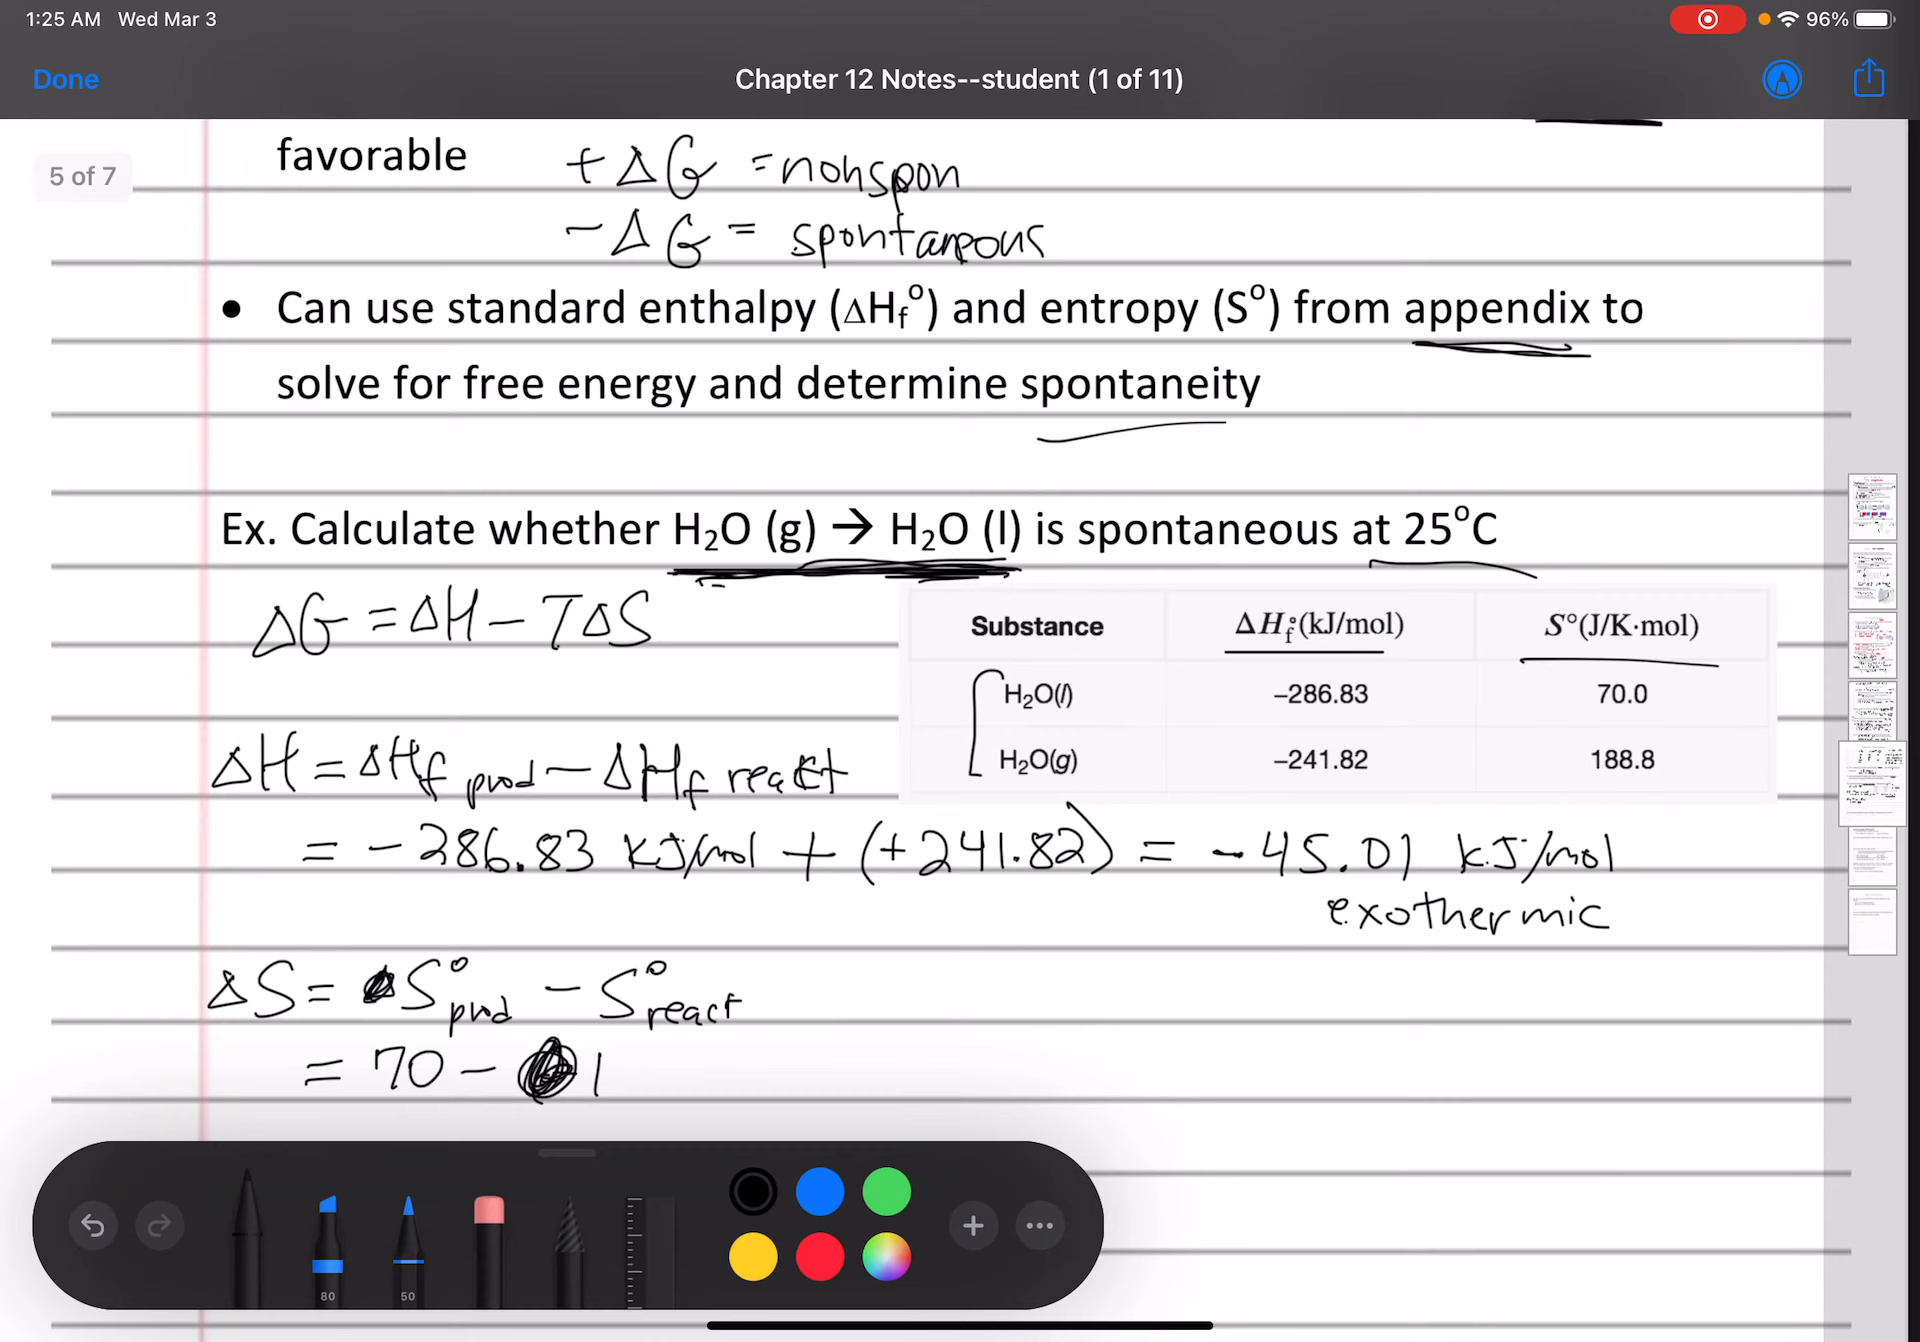 1:25 AM Wed Mar 3
96%
Done
Chapter 12 Notes--student (1 of 11)
5 of 7
favorable
+ΔG = nonspon
-ΔG = spontaneous
• Can use standard enthalpy (ΔHf°) and entropy (S°) from appendix to
solve for free energy and determine spontaneity
Ex. Calculate whether H₂O (g) → H₂O (l) is spontaneous at 25°C
ΔG = ΔH - TΔS
Substance ΔHf°(kJ/mol) S°(J/K·mol)
H₂O(l) –286.83 70.0
H₂O(g) –241.82 188.8
ΔH = ΔHf prod - ΔHf react
= -286.83 kJ/mol + (+241.82) = -45.01 kJ/mol
exothermic
ΔS = S°prod - S°react
= 70 - 1
80 50